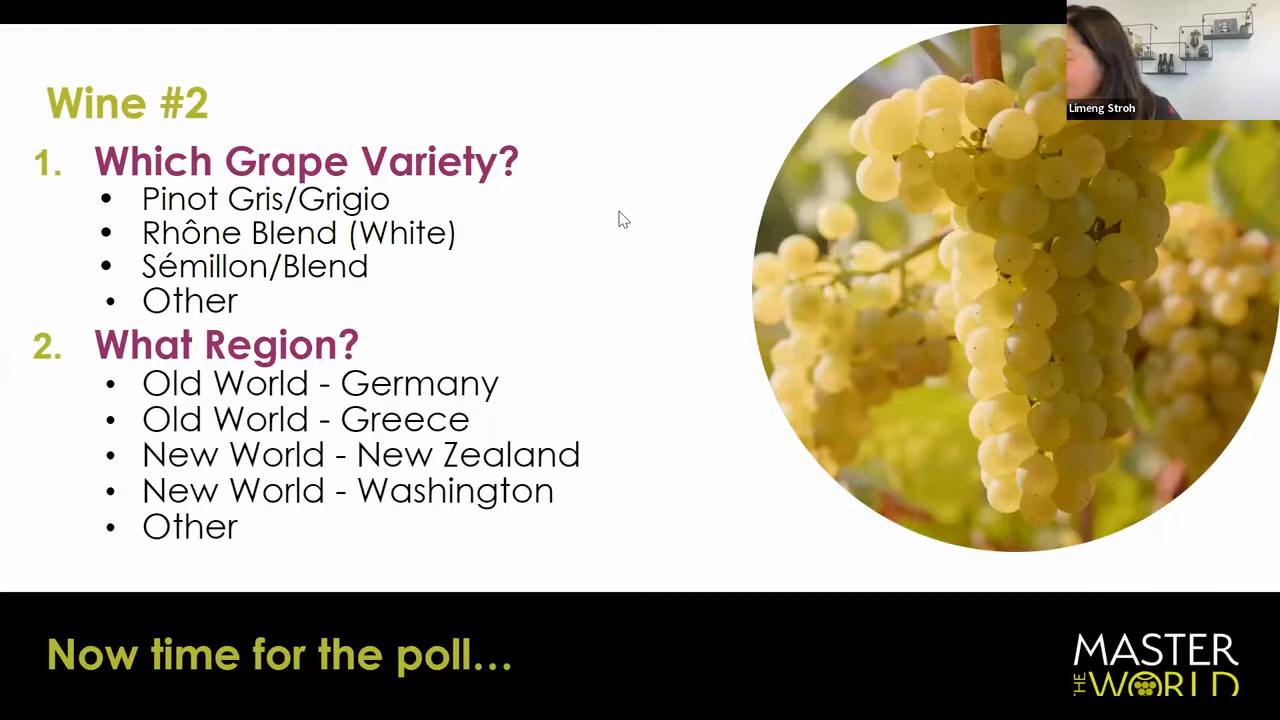 Wine #2
1. Which Grape Variety?
• Pinot Gris/Grigio
• Rhône Blend (White)
• Sémillon/Blend
• Other
2. What Region?
• Old World - Germany
• Old World - Greece
• New World - New Zealand
• New World - Washington
• Other
Limeng Stroh
Now time for the poll...
MASTER
THE WORLD